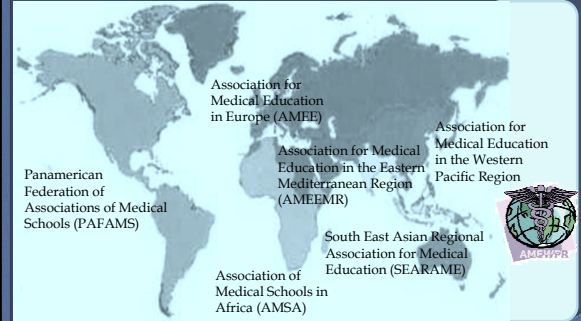 Association for
Medical Education
in Europe (AMEE)
Association for
Medical Education
in the Western
Pacific Region
Association for Medical
Education in the Eastern
Mediterranean Region
(AMEEMR)
Panamerican
Federation of
Associations of Medical
Schools (PAFAMS)
South East Asian Regional
Association for Medical
Education (SEARAME)
Association of
Medical Schools in
Africa (AMSA)
AMEWPR